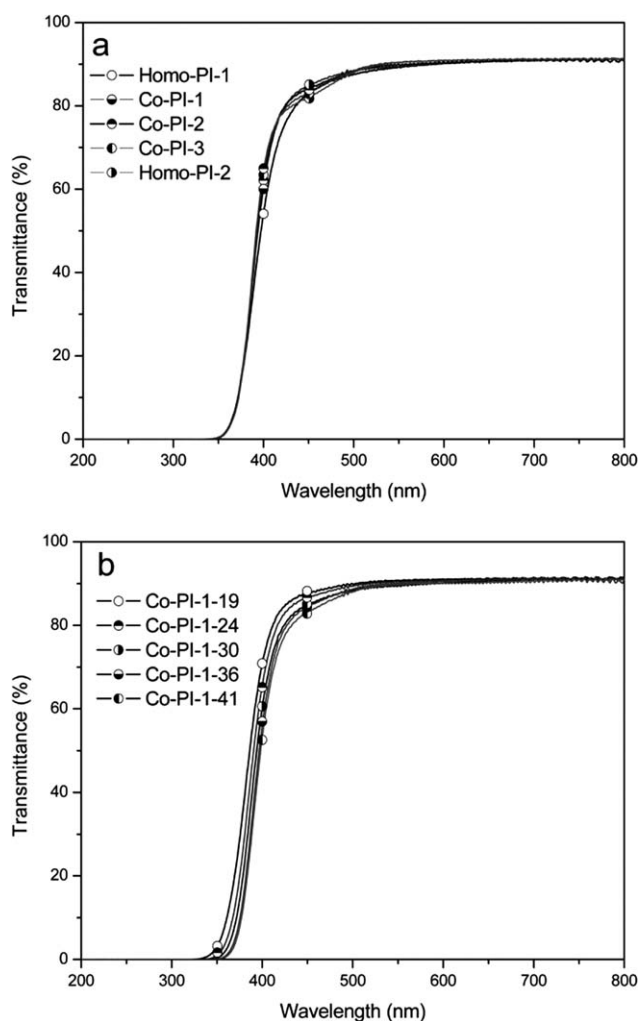 a
Homo-PI-1
Co-PI-1
Co-PI-2
Co-PI-3
Homo-PI-2
Transmittance (%)
100
80
60
40
20
0
200 300 400 500 600 700 800
Wavelength (nm)
b
Co-PI-1-19
Co-PI-1-24
Co-PI-1-30
Co-PI-1-36
Co-PI-1-41
Transmittance (%)
100
80
60
40
20
0
200 300 400 500 600 700 800
Wavelength (nm)